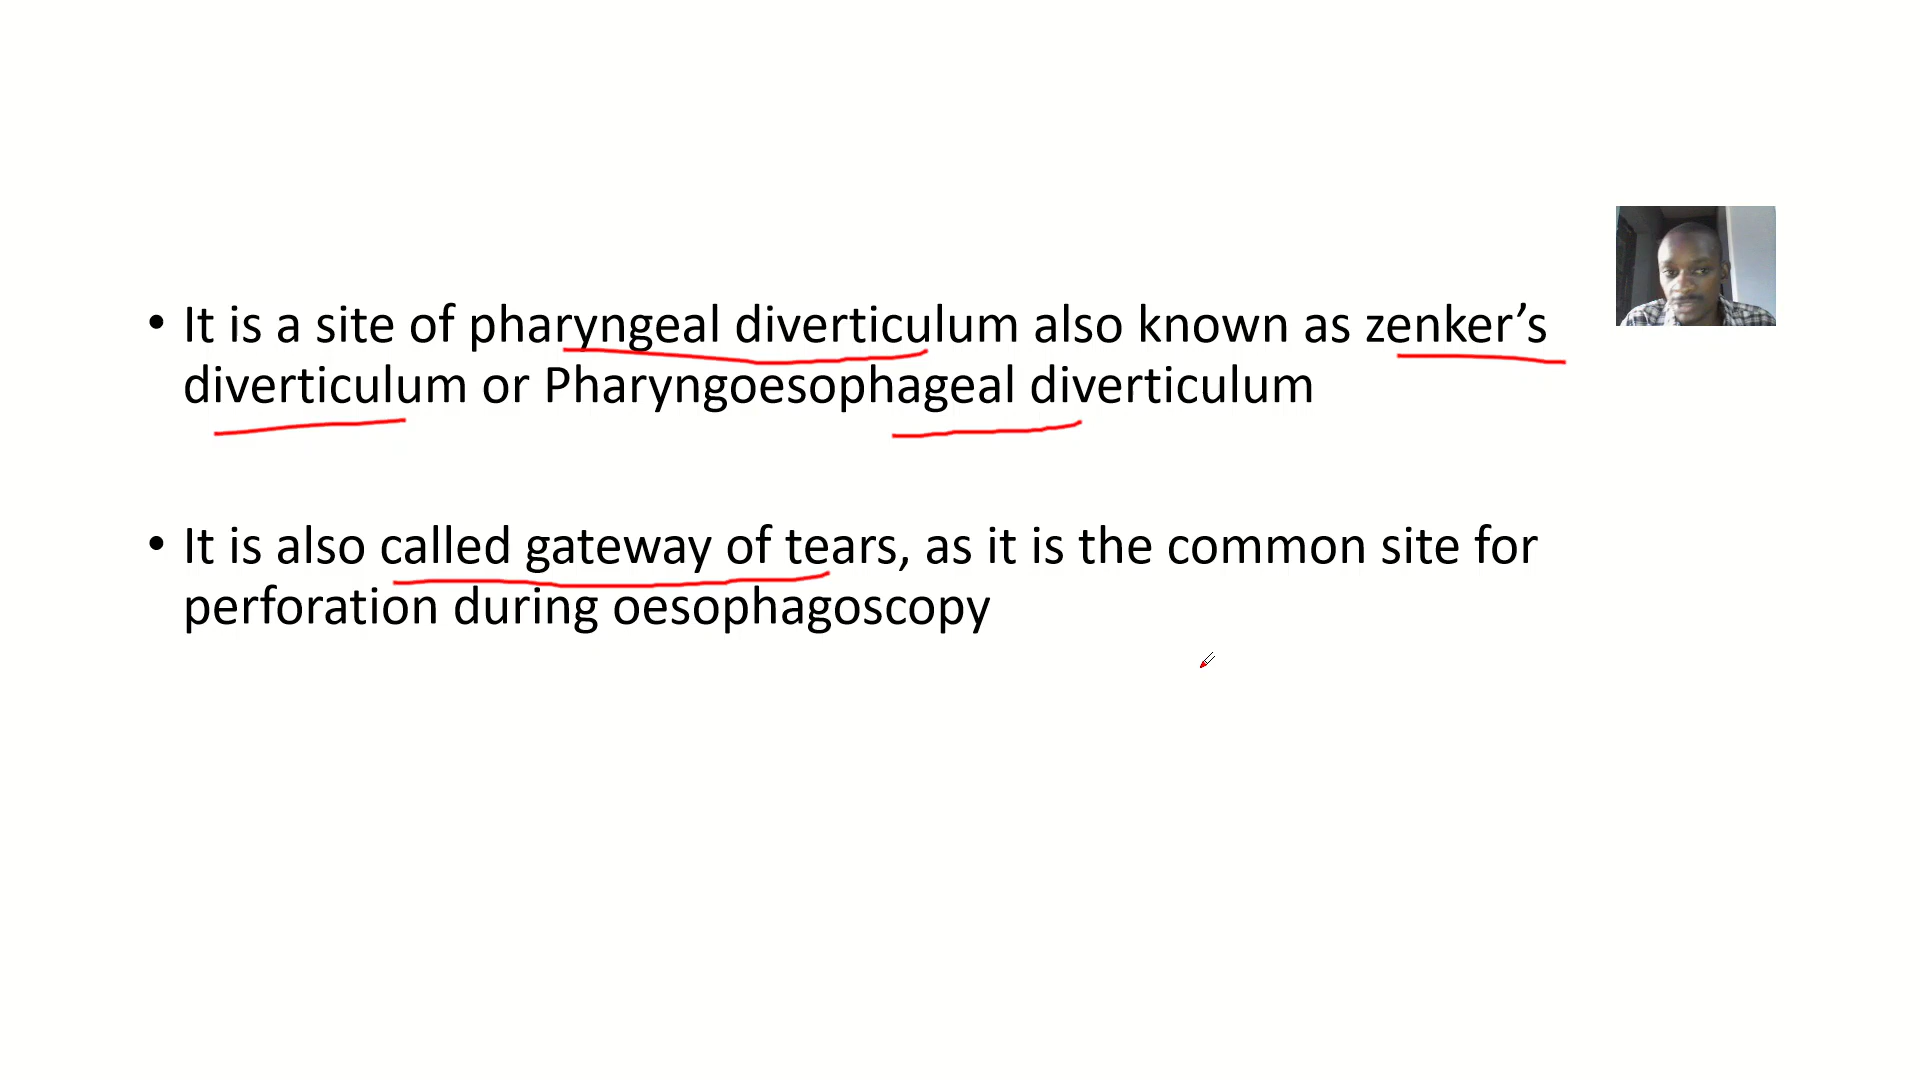 • It is a site of pharyngeal diverticulum also known as zenker’s
diverticulum or Pharyngoesophageal diverticulum
• It is also called gateway of tears, as it is the common site for
perforation during oesophagoscopy